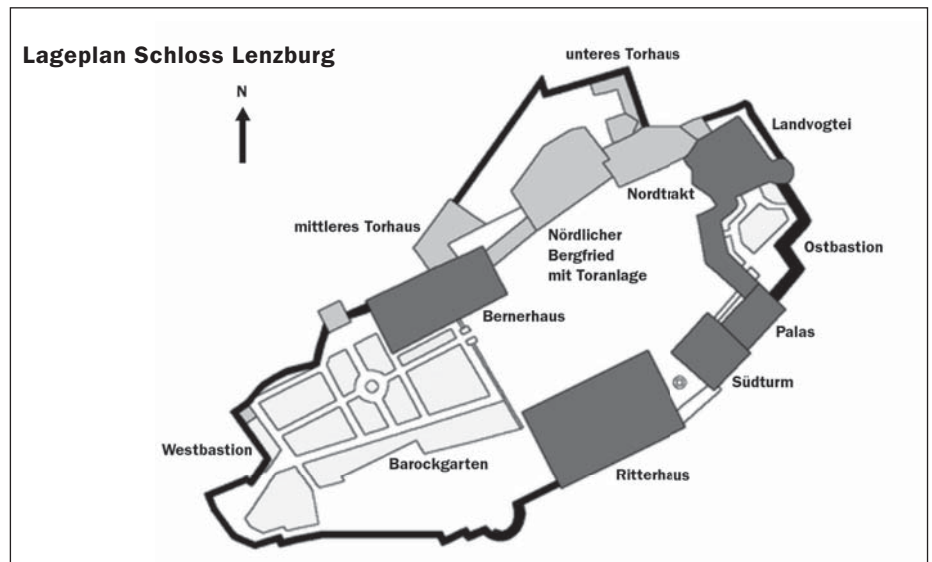 Lageplan Schloss Lenzburg
N
unteres Torhaus
Landvogtei
Nordtrakt
mittleres Torhaus
Nördlicher
Bergfried
mit Toranlage
Ostbastion
Bernerhaus
Palas
Südturm
Westbastion
Barockgarten
Ritterhaus